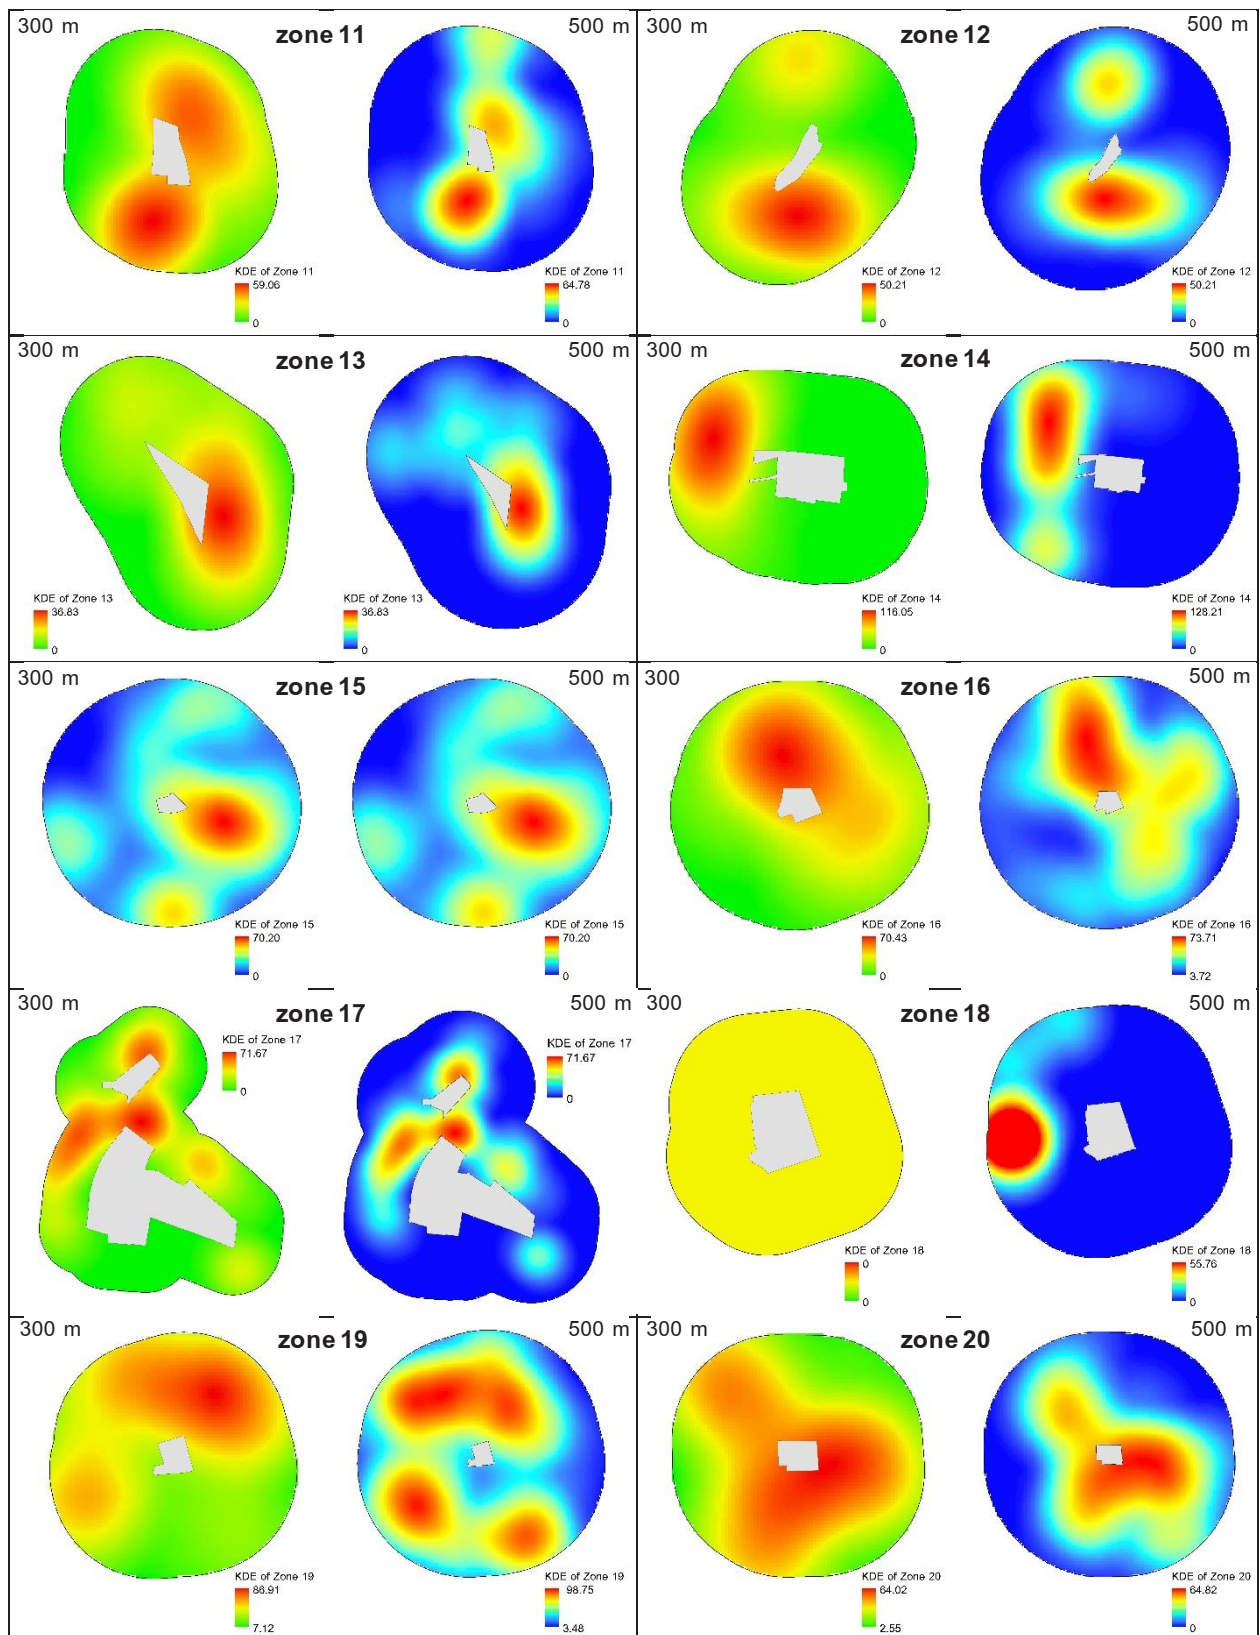 300 m
zone 11
500 m
KDE of Zone 11
59.06
0
KDE of Zone 11
64.78
0
300 m
zone 12
500 m
KDE of Zone 12
50.21
0
KDE of Zone 12
50.21
0
300 m
zone 13
500 m
KDE of Zone 13
36.83
0
KDE of Zone 13
36.83
0
300 m
zone 14
500 m
KDE of Zone 14
116.05
0
KDE of Zone 14
128.21
0
300 m
zone 15
500 m
KDE of Zone 15
70.20
0
KDE of Zone 15
70.20
0
300
zone 16
500 m
KDE of Zone 16
70.43
0
KDE of Zone 16
73.71
3.72
300 m
zone 17
500 m
KDE of Zone 17
71.67
0
KDE of Zone 17
71.67
0
300
zone 18
500 m
KDE of Zone 18
0
0
KDE of Zone 18
55.76
0
300 m
zone 19
500 m
KDE of Zone 19
86.91
7.12
KDE of Zone 19
98.75
3.48
300 m
zone 20
500 m
KDE of Zone 20
64.02
2.55
KDE of Zone 20
64.82
0